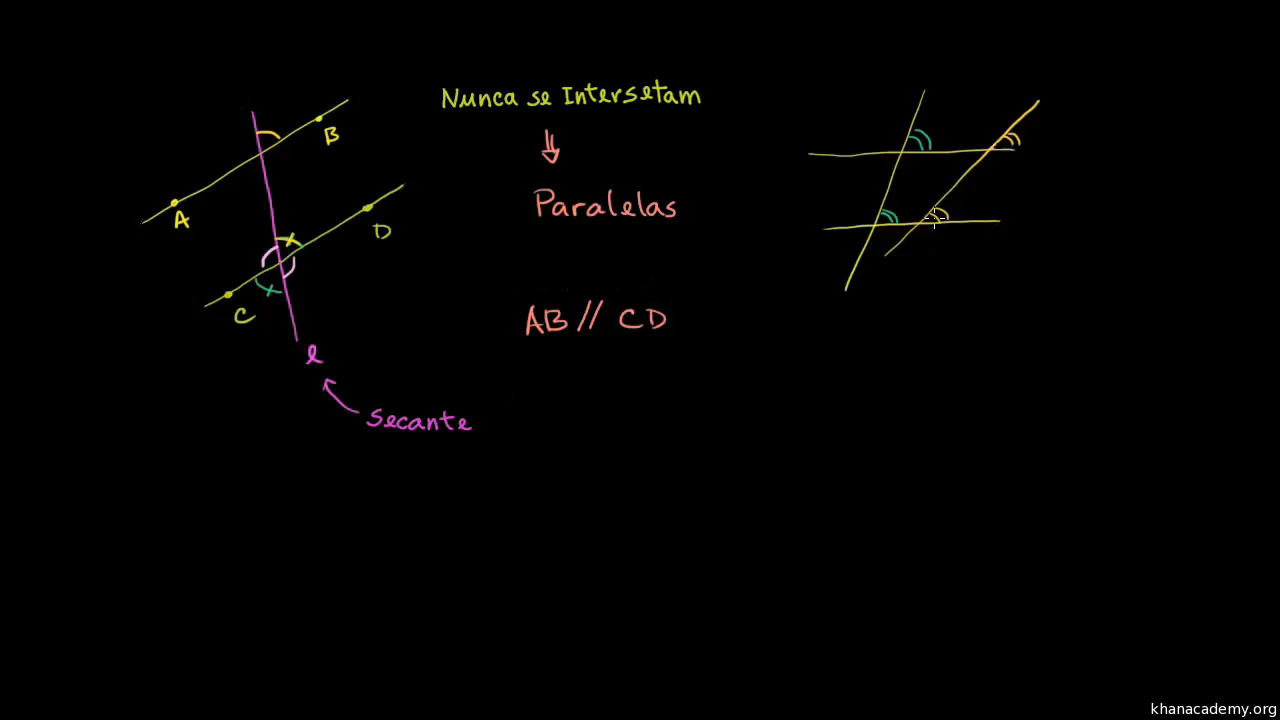 Nunca se Intersetam
B
Paralelas
A
D
C
AB // CD
x
x
l
Secante
khanacademy.org